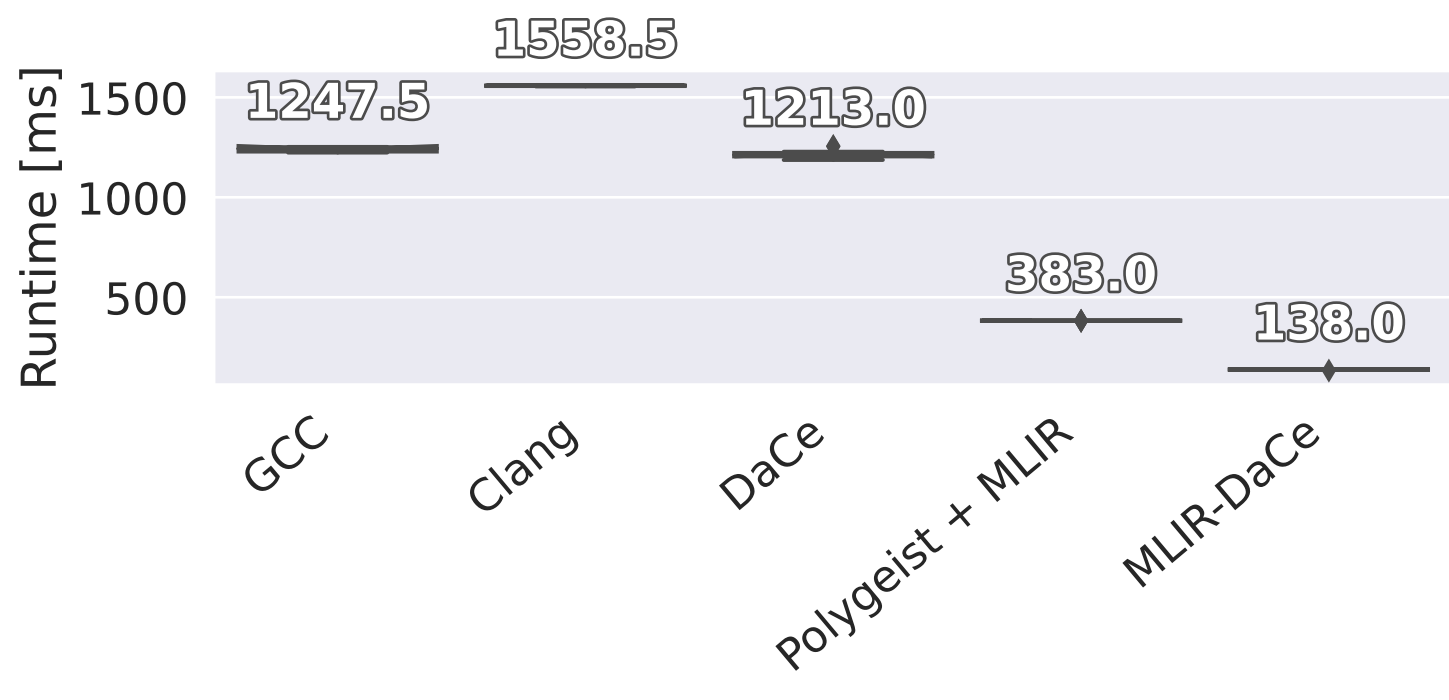 Runtime [ms]
1500
1000
500
1247.5
1558.5
1213.0
383.0
138.0
GCC
Clang
DaCe
Polygeist + MLIR
MLIR-DaCe